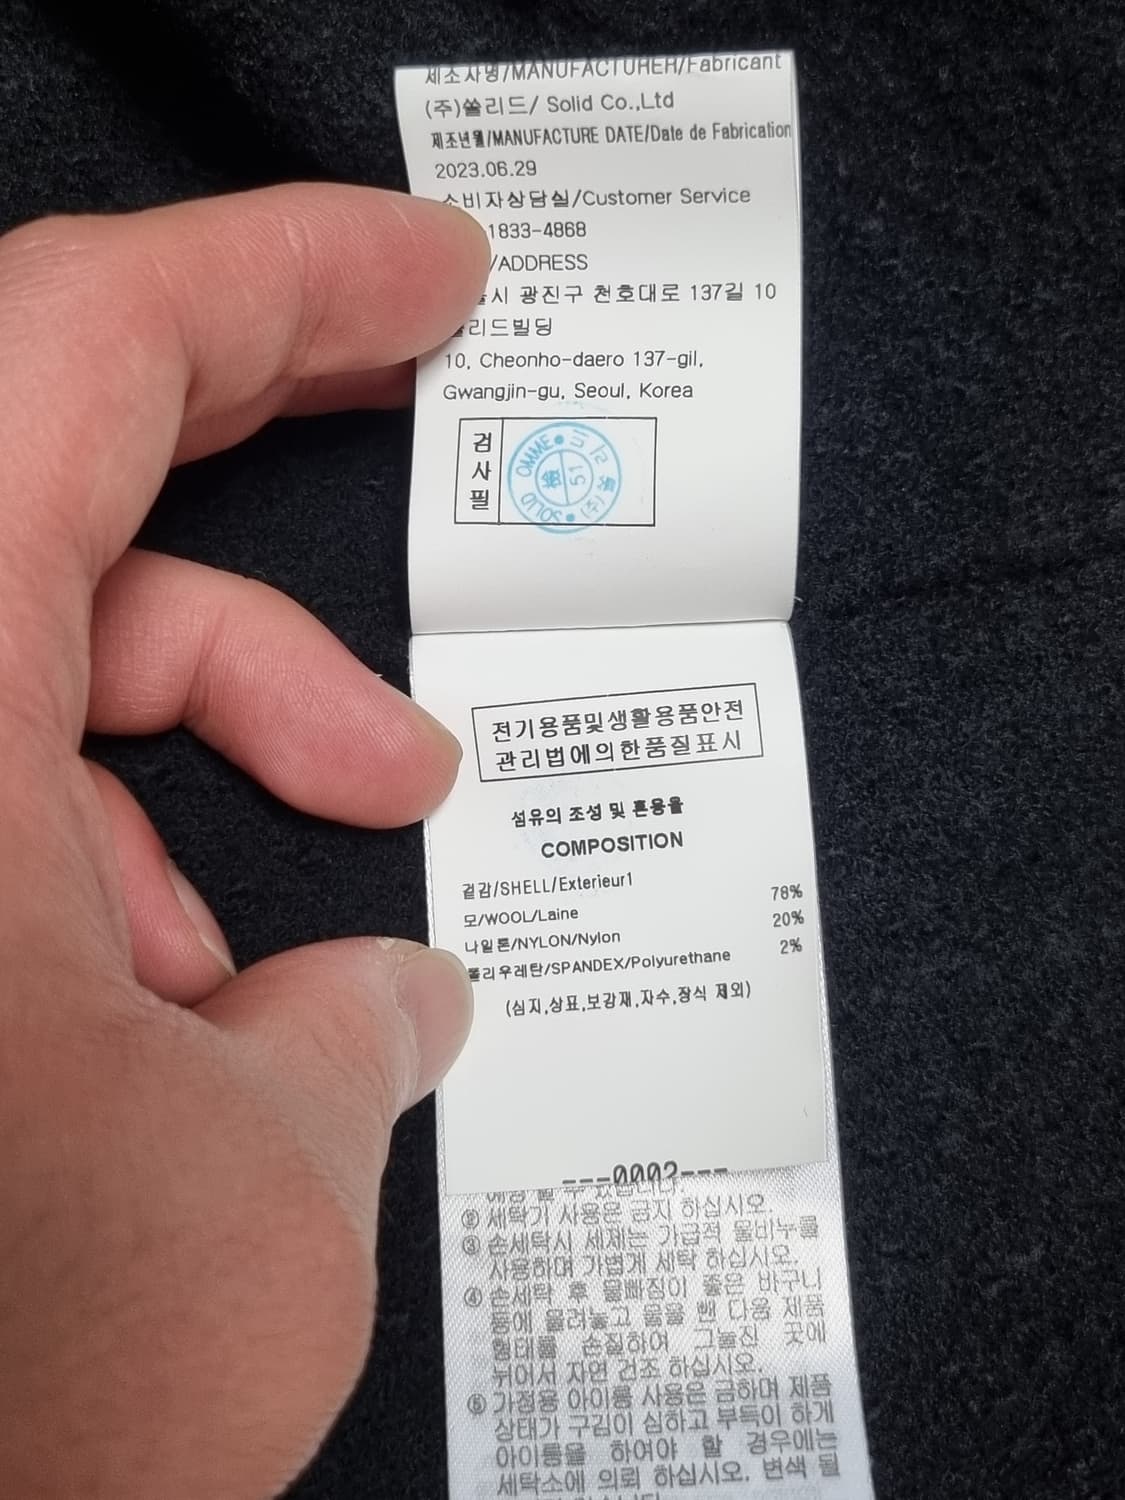 제조사명/MANUFACTURER/Fabricant
(주)쏠리드/ Solid Co.,Ltd
제조년월/MANUFACTURE DATE/Date de Fabrication
2023.06.29
소비자상담실/Customer Service
1833-4868
/ADDRESS
시 광진구 천호대로 137길 10
리드빌딩
10, Cheonho-daero 137-gil,
Gwangjin-gu, Seoul, Korea
검사필
SOLID OMME
51
전기용품및생활용품안전
관리법에의한품질표시
섬유의 조성 및 혼용율
COMPOSITION
겉감/SHELL/Exterieur1
모/WOOL/Laine 78%
나일론/NYLON/Nylon 20%
폴리우레탄/SPANDEX/Polyurethane 2%
(심지,상표,보강재,자수,장식 제외)
---0002---
② 세탁기 사용은 금지 하십시오.
③ 손세탁시 세제는 가급적 물비누를
사용하며 가볍게 세탁 하십시오.
④ 손세탁 후 물빠짐이 좋은 바구니
등에 올려놓고 물을 뺀 다음 제품
형태를 손질하여 그늘진 곳에
뉘어서 자연 건조 하십시오.
⑤ 가정용 아이롱 사용은 금하며 제품
상태가 구김이 심하고 부득이 하게
아이롱을 하여야 할 경우에는
세탁소에 의뢰 하십시오. 변색 될